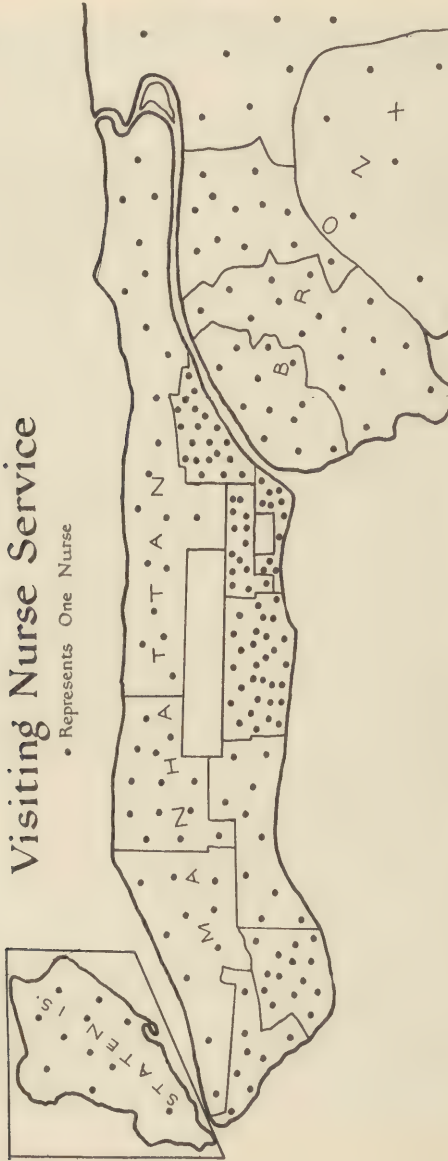 Visiting Nurse Service
• Represents One Nurse
STATEN IS.
MANHATTAN
BRONX